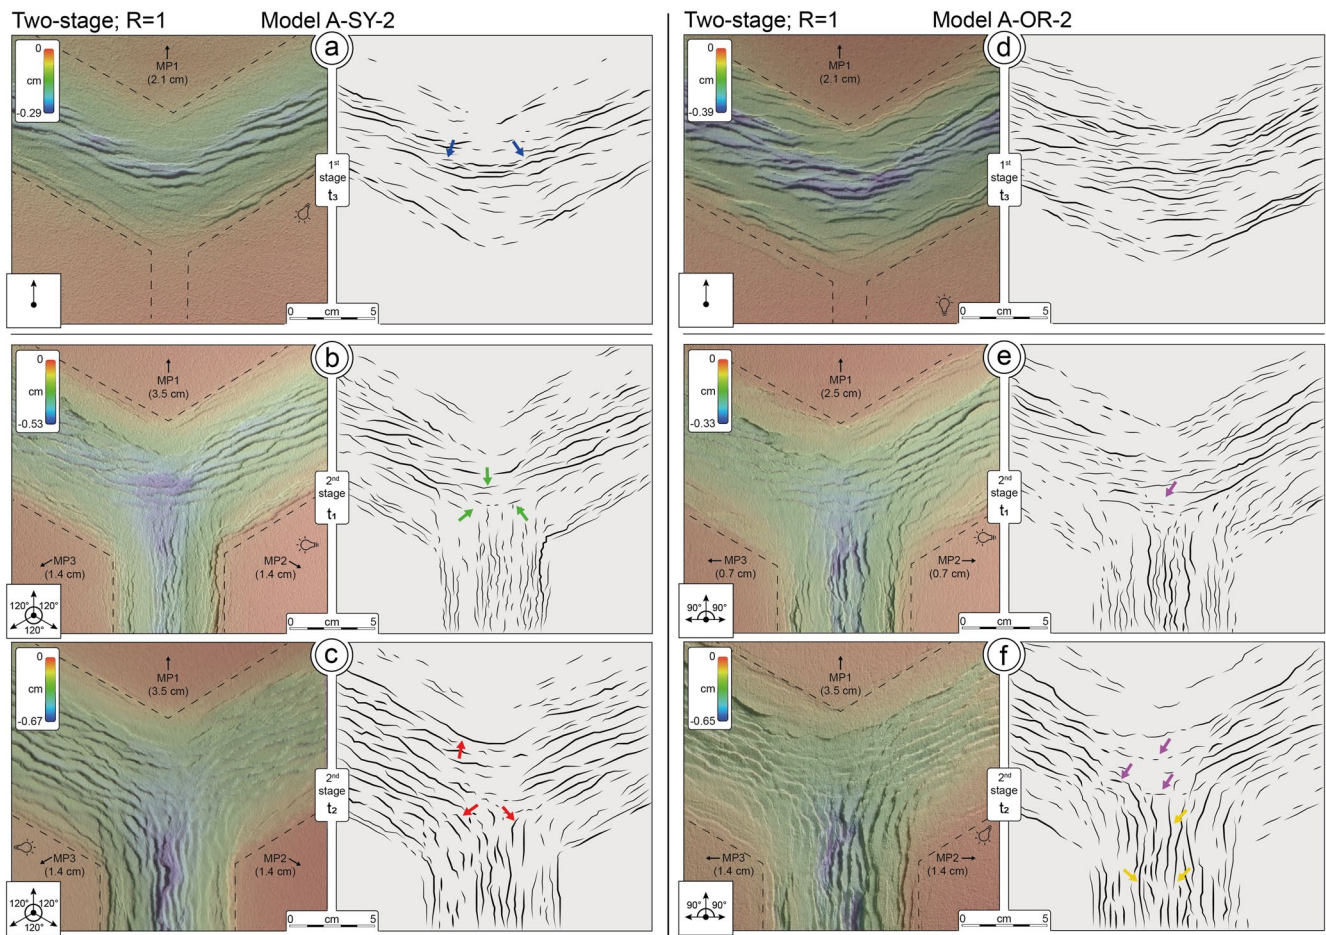 Two-stage; R=1 Model A-SY-2
a
0
cm
-0.29
MP1
(2.1 cm)
1st
stage
t3
0 cm 5
b
0
cm
-0.53
MP1
(3.5 cm)
2nd
stage
t1
MP3
(1.4 cm)
MP2
(1.4 cm)
120° 120°
120°
0 cm 5
c
0
cm
-0.67
MP1
(3.5 cm)
2nd
stage
t2
MP3
(1.4 cm)
MP2
(1.4 cm)
120° 120°
120°
0 cm 5
Two-stage; R=1 Model A-OR-2
d
0
cm
-0.39
MP1
(2.1 cm)
1st
stage
t3
0 cm 5
e
0
cm
-0.33
MP1
(2.5 cm)
2nd
stage
t1
MP3
(0.7 cm)
MP2
(0.7 cm)
90° 90°
0 cm 5
f
0
cm
-0.65
MP1
(3.5 cm)
2nd
stage
t2
MP3
(1.4 cm)
MP2
(1.4 cm)
90° 90°
0 cm 5